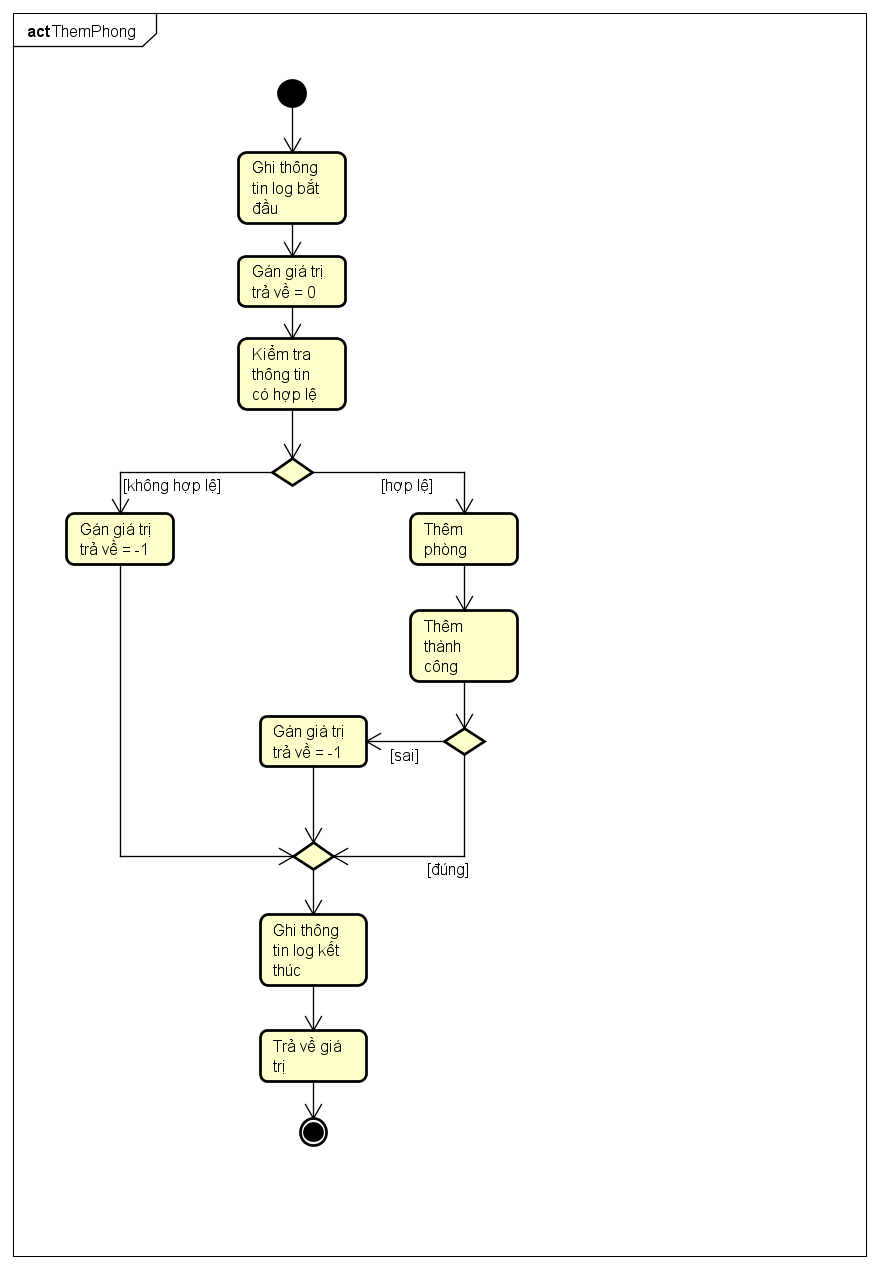 act ThemPhong
Ghi thông
tin log bắt
đầu
Gán giá trị
trả về = 0
Kiểm tra
thông tin
có hợp lệ
[không hợp lệ]
[hợp lệ]
Gán giá trị
trả về = -1
Thêm
phòng
Thêm
thành
công
Gán giá trị
trả về = -1
[sai]
[đúng]
Ghi thông
tin log kết
thúc
Trả về giá
trị